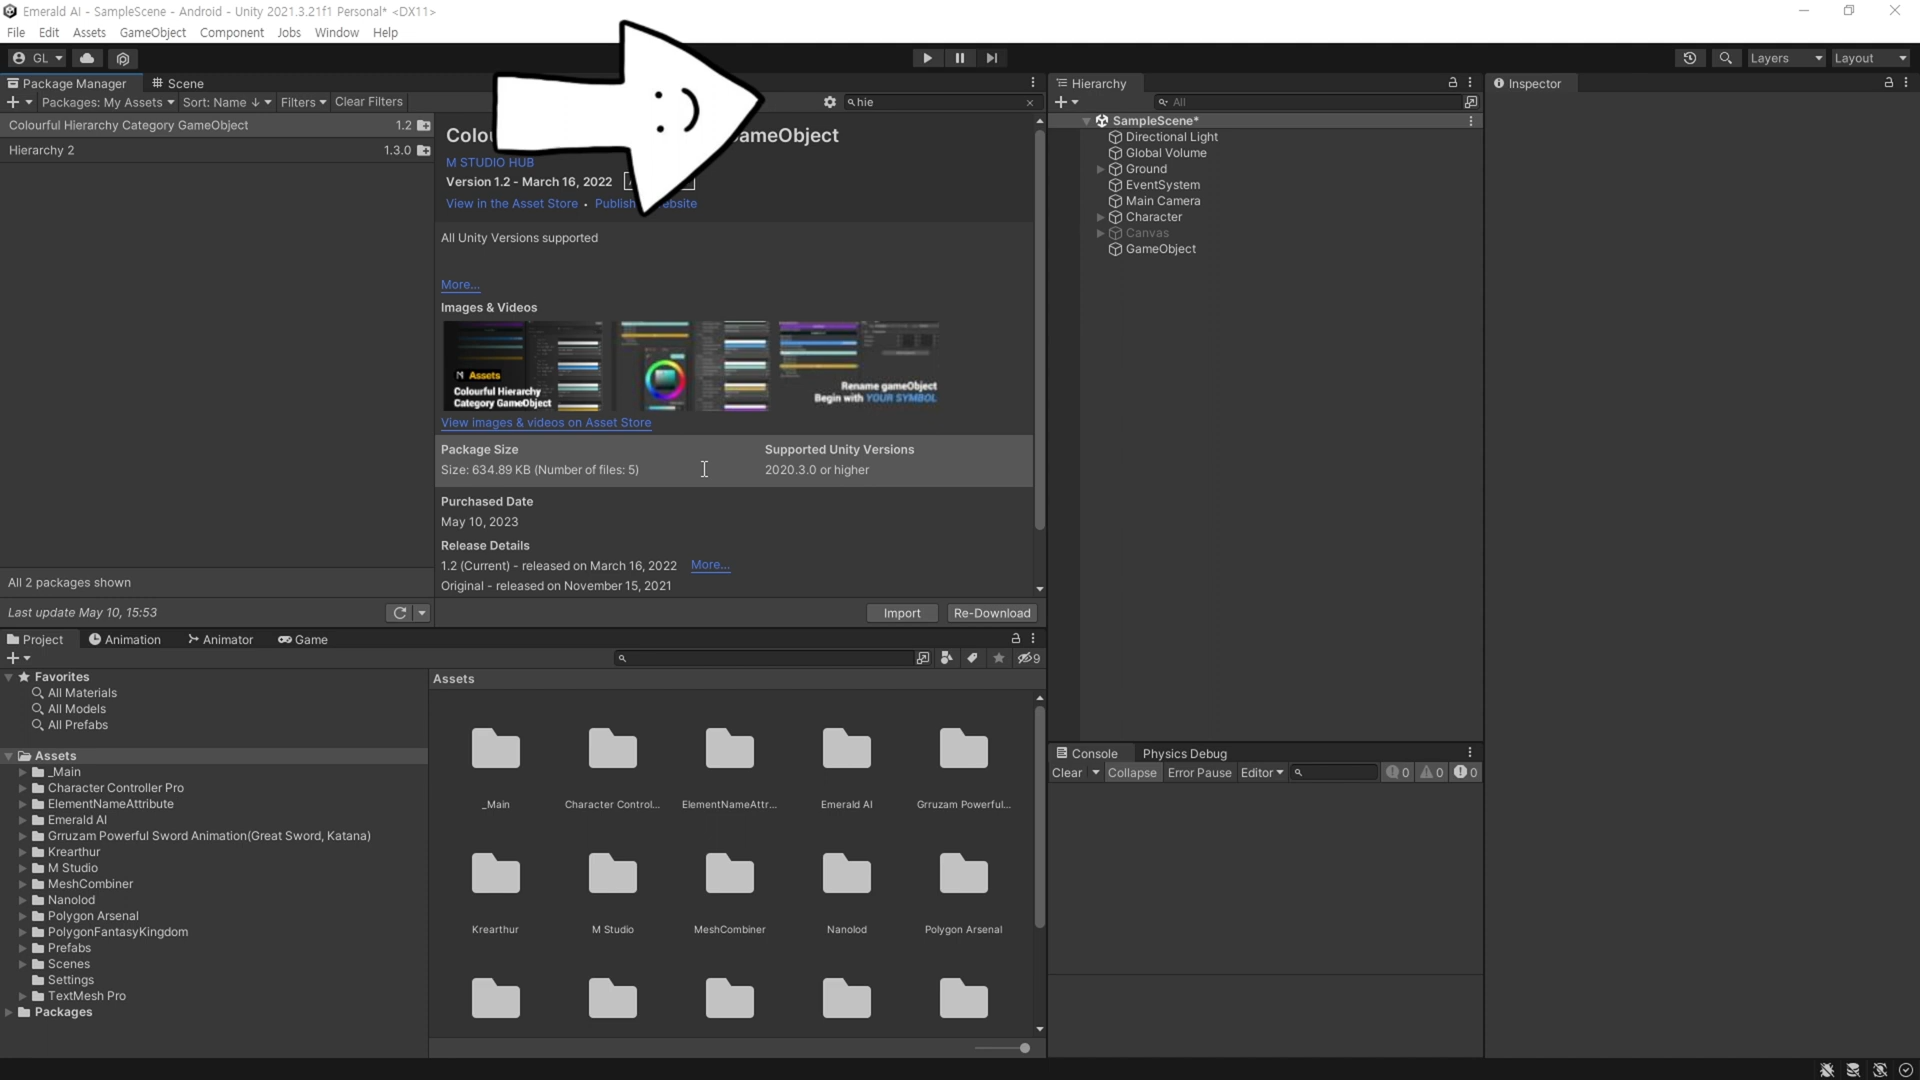 Emerald AI - SampleScene - Android - Unity 2021.3.21f1 Personal* <DX11>
File Edit Assets GameObject Component Jobs Window Help
GL
Layers
Layout
Package Manager
Scene
Packages: My Assets
Sort: Name ↓
Filters
Clear Filters
hie
Colourful Hierarchy Category GameObject 1.2
Hierarchy 2 1.3.0
All 2 packages shown
Last update May 10, 15:53
Colou
ameObject
:)
M STUDIO HUB
Version 1.2 - March 16, 2022
View in the Asset Store • Publish ebsite
All Unity Versions supported
More...
Images & Videos
M Assets
Colourful Hierarchy
Category GameObject
Rename gameObject
Begin with YOUR SYMBOL
View images & videos on Asset Store
Package Size
Size: 634.89 KB (Number of files: 5)
Supported Unity Versions
2020.3.0 or higher
Purchased Date
May 10, 2023
Release Details
1.2 (Current) - released on March 16, 2022 More...
Original - released on November 15, 2021
Import
Re-Download
Hierarchy
All
SampleScene*
Directional Light
Global Volume
Ground
EventSystem
Main Camera
Character
Canvas
GameObject
Inspector
Project
Animation
Animator
Game
9
Favorites
All Materials
All Models
All Prefabs
Assets
_Main
Character Controller Pro
ElementNameAttribute
Emerald AI
Grruzam Powerful Sword Animation(Great Sword, Katana)
Krearthur
M Studio
MeshCombiner
Nanolod
Polygon Arsenal
PolygonFantasyKingdom
Prefabs
Scenes
Settings
TextMesh Pro
Packages
Assets
_Main
Character Control...
ElementNameAttr...
Emerald AI
Grruzam Powerful...
Krearthur
M Studio
MeshCombiner
Nanolod
Polygon Arsenal
Console
Physics Debug
Clear
Collapse
Error Pause
Editor
0
0
0